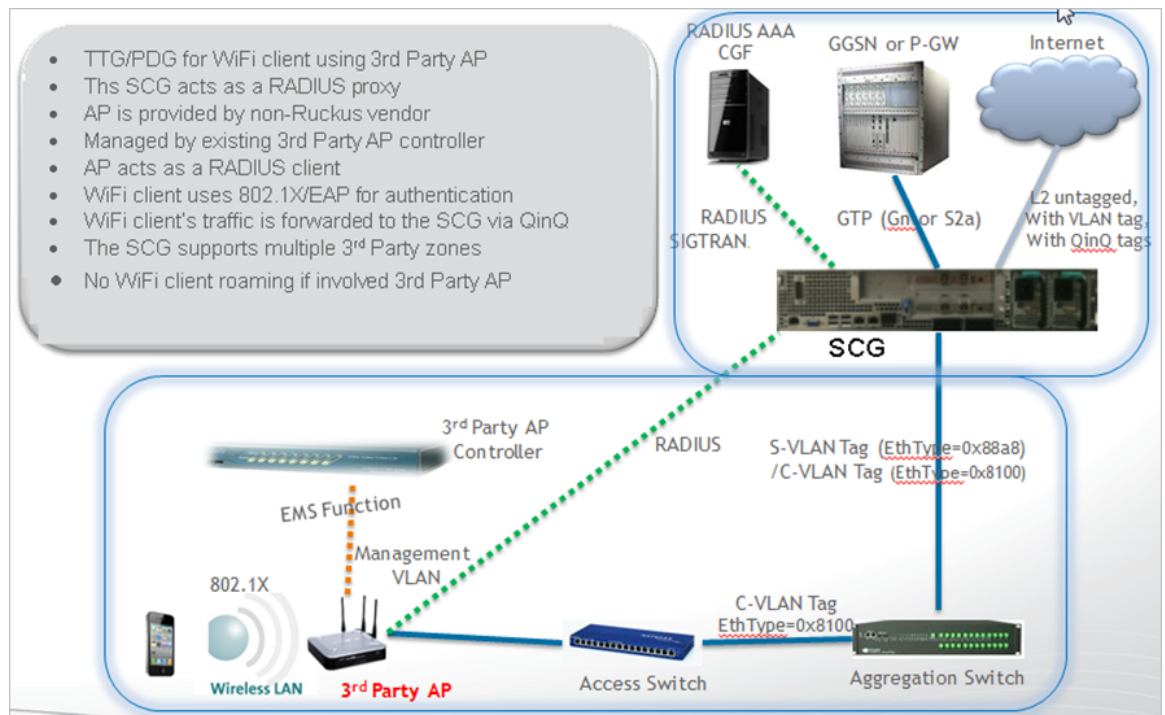 TTG/PDG for WiFi client using 3rd Party AP
Ths SCG acts as a RADIUS proxy
AP is provided by non-Ruckus vendor
Managed by existing 3rd Party AP controller
AP acts as a RADIUS client
WiFi client uses 802.1X/EAP for authentication
WiFi client's traffic is forwarded to the SCG via QinQ
The SCG supports multiple 3rd Party zones
No WiFi client roaming if involved 3rd Party AP
RADIUS AAA
CGF
GGSN or P-GW
Internet
RADIUS
SIGTRAN.
GTP (Gn or S2a)
L2 untagged,
With VLAN tag,
With QinQ tags
SCG
3rd Party AP
Controller
RADIUS
S-VLAN Tag (EthType=0x88a8)
/C-VLAN Tag (EthType=0x8100)
EMS Function
Management
VLAN
802.1X
C-VLAN Tag
EthType=0x8100
Wireless LAN
3rd Party AP
Access Switch
Aggregation Switch